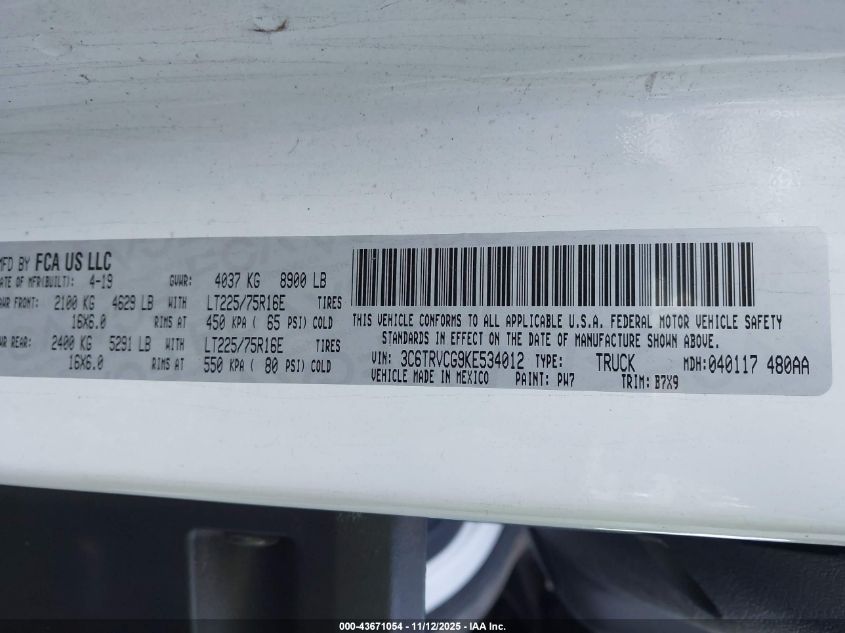 MFD BY FCA US LLC
DATE OF MFR(BUILT): 4-19 GVWR: 4037 KG 8900 LB
FRONT: 2100 KG 4629 LB WITH LT225/75R16E TIRES
16X6.0 RIMS AT 450 KPA ( 65 PSI) COLD
REAR: 2400 KG 5291 LB WITH LT225/75R16E TIRES
16X6.0 RIMS AT 550 KPA ( 80 PSI) COLD
THIS VEHICLE CONFORMS TO ALL APPLICABLE U.S.A. FEDERAL MOTOR VEHICLE SAFETY
STANDARDS IN EFFECT ON THE DATE OF MANUFACTURE SHOWN ABOVE.
VIN: 3C6TRVCG9KE534012 TYPE: TRUCK MDH:040117 480AA
VEHICLE MADE IN MEXICO PAINT: PW7 TRIM: B7X9
000-43671054 - 11/12/2025 - IAA Inc.